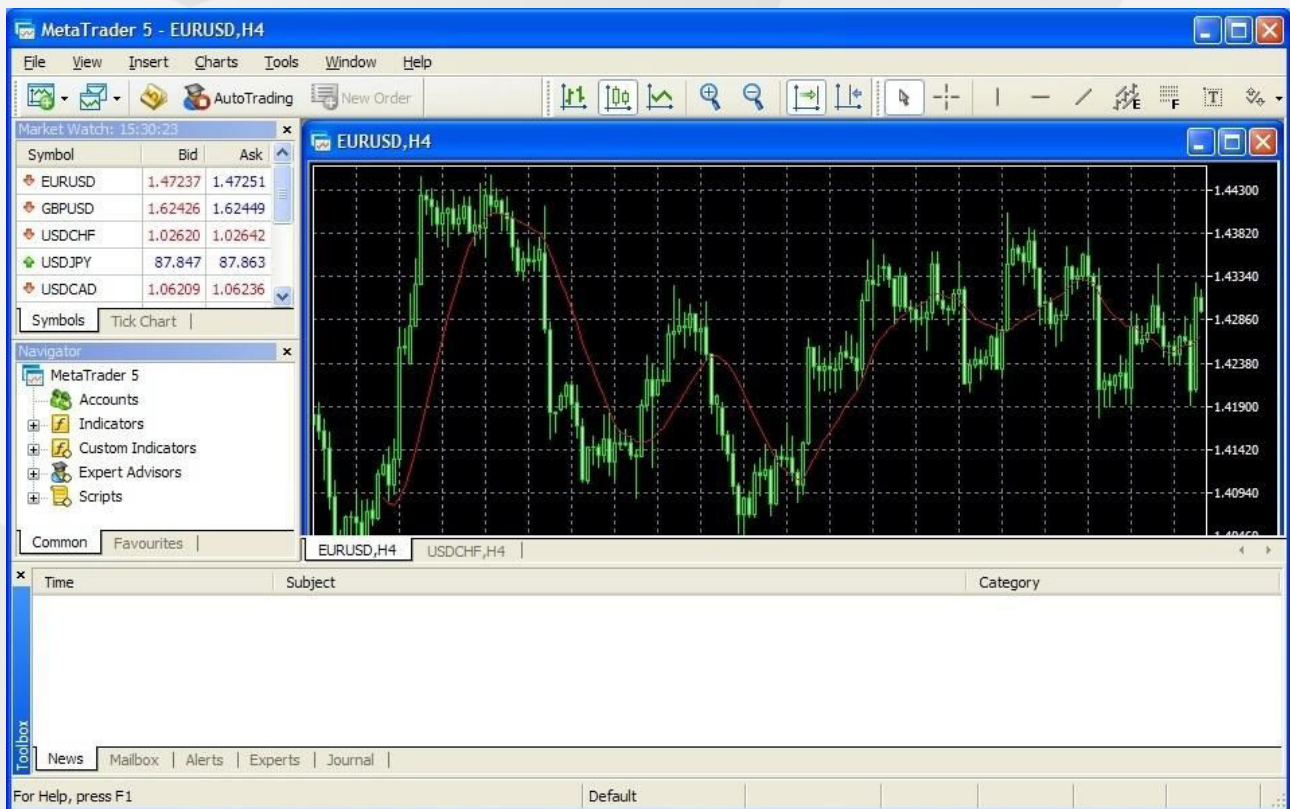 MetaTrader 5 - EURUSD,H4
File View Insert Charts Tools Window Help
AutoTrading New Order
E F T
Market Watch: 15:30:23
Symbol Bid Ask
EURUSD 1.47237 1.47251
GBPUSD 1.62426 1.62449
USDCHF 1.02620 1.02642
USDJPY 87.847 87.863
USDCAD 1.06209 1.06236
Symbols Tick Chart
Navigator
MetaTrader 5
Accounts
Indicators
Custom Indicators
Expert Advisors
Scripts
Common Favourites
EURUSD,H4
1.44300
1.43820
1.43340
1.42860
1.42380
1.41900
1.41420
1.40940
EURUSD,H4 USDCHF,H4
Toolbox
Time Subject Category
News Mailbox Alerts Experts Journal
For Help, press F1 Default